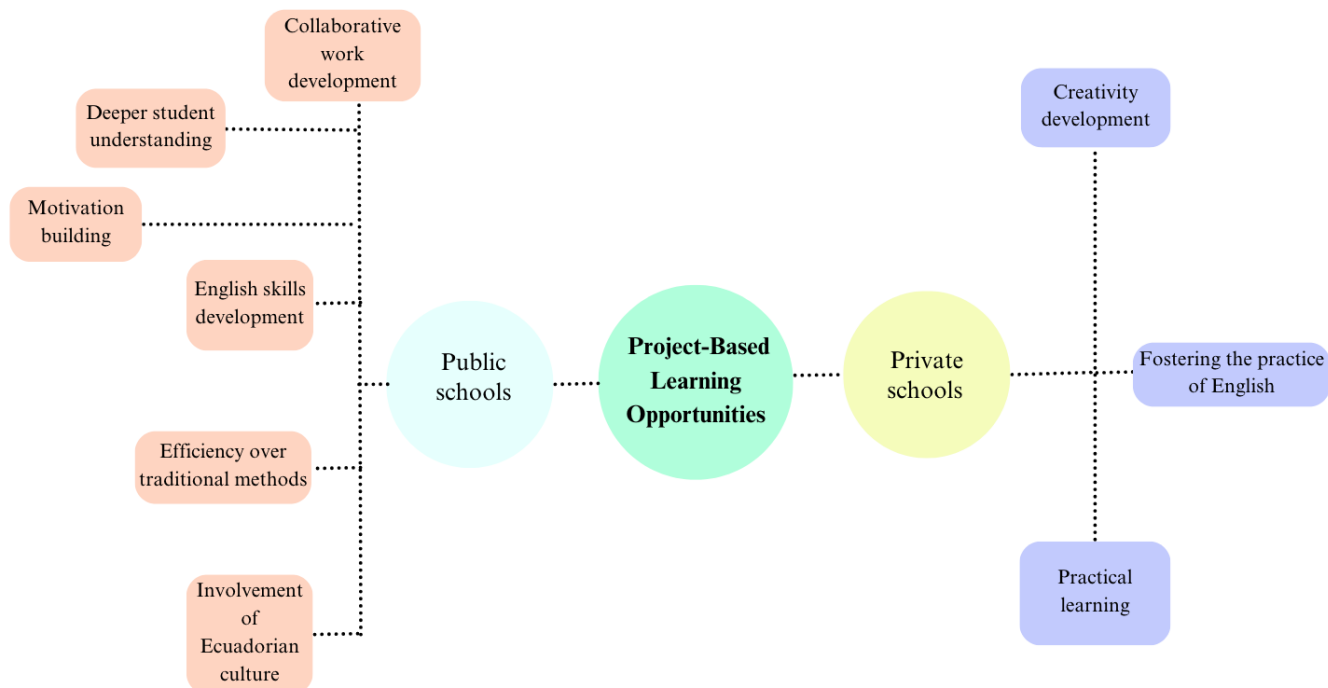 Collaborative
work
development
Deeper student
understanding
Motivation
building
English skills
development
Efficiency over
traditional methods
Involvement
of
Ecuadorian
culture
Public
schools
Project-Based
Learning
Opportunities
Private
schools
Creativity
development
Fostering the practice
of English
Practical
learning